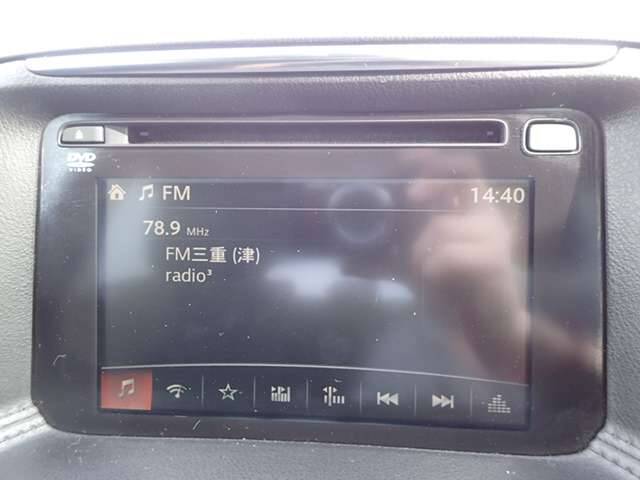 DVD
VIDEO
FM 14:40
78.9 MHz
FM三重 (津)
radio³